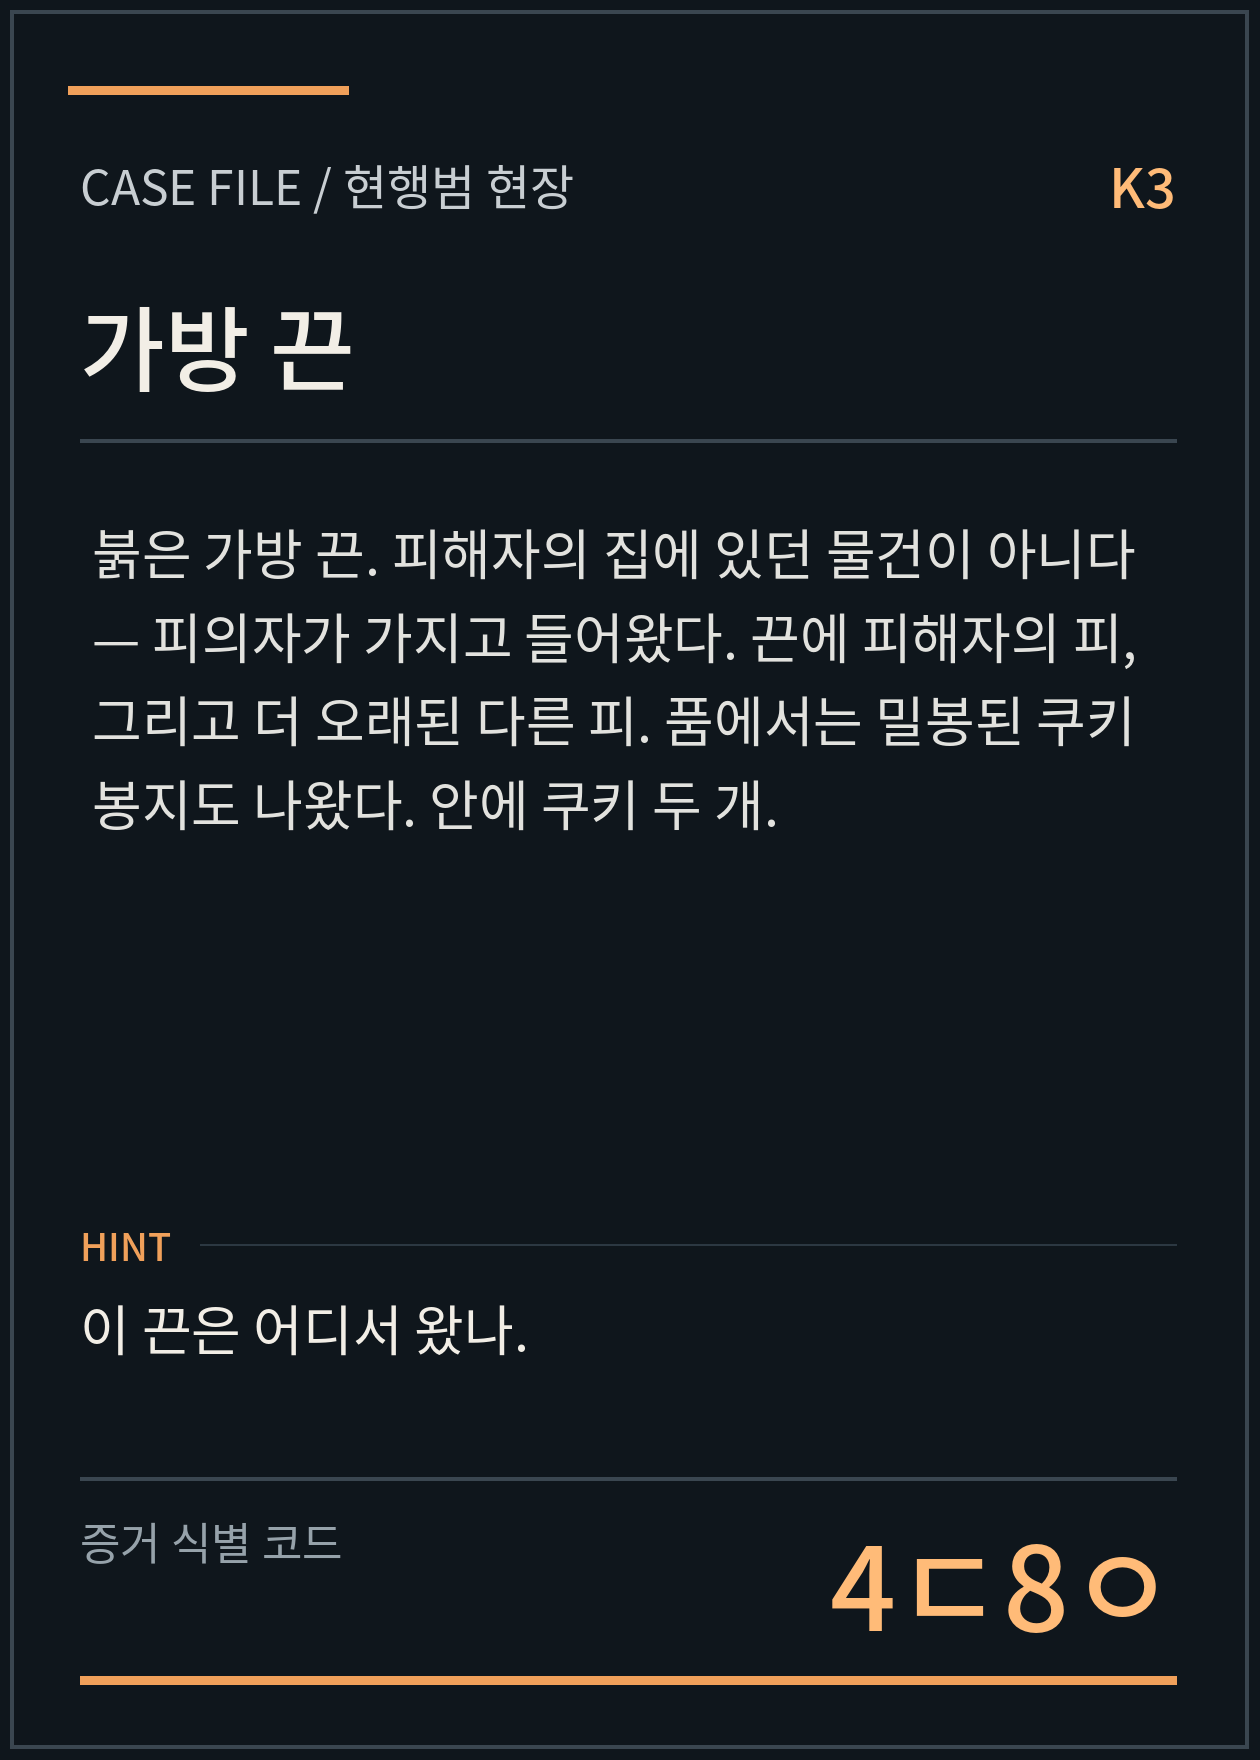 CASE FILE / 현행범 현장
K3
가방 끈
붉은 가방 끈. 피해자의 집에 있던 물건이 아니다
— 피의자가 가지고 들어왔다. 끈에 피해자의 피,
그리고 더 오래된 다른 피. 품에서는 밀봉된 쿠키
봉지도 나왔다. 안에 쿠키 두 개.
HINT
이 끈은 어디서 왔나.
증거 식별 코드
4ㄷ8ㅇ